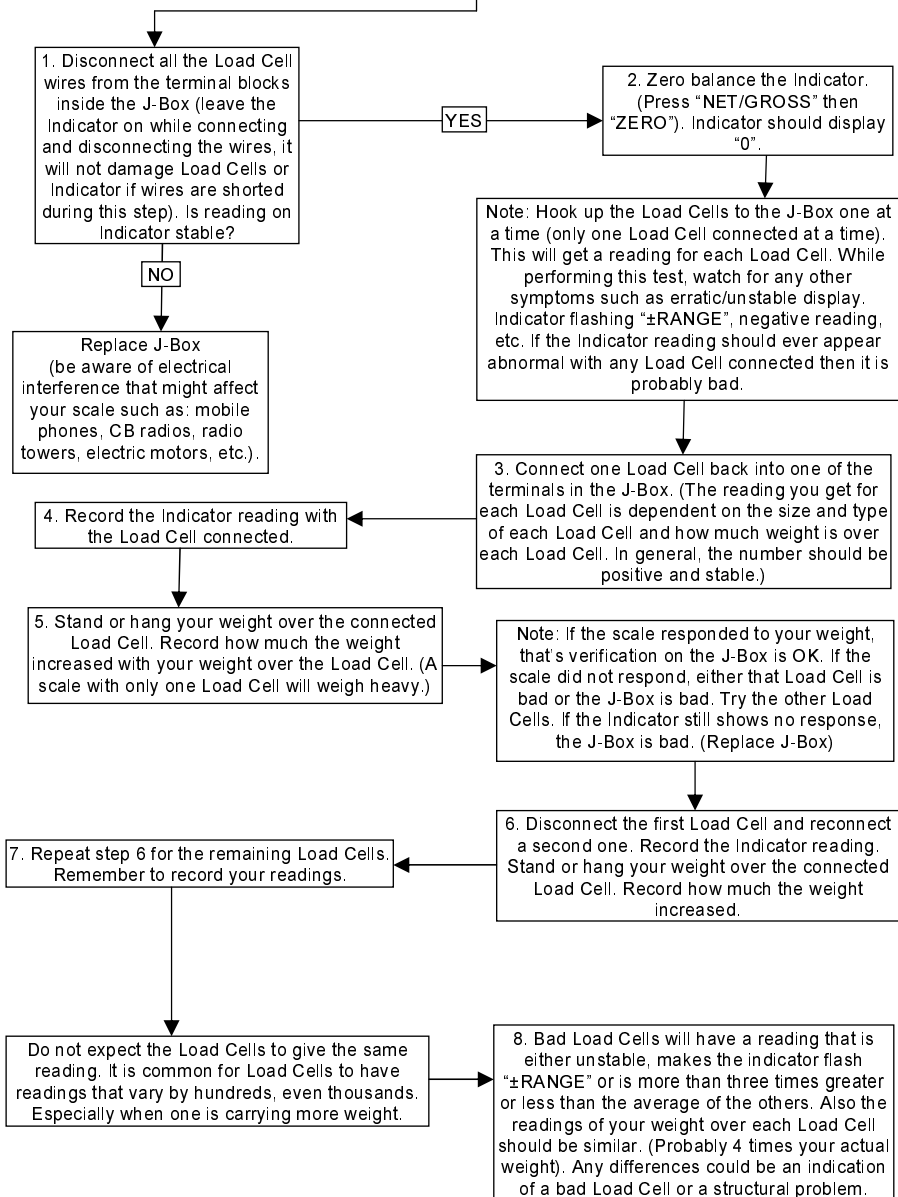 1. Disconnect all the Load Cell
wires from the terminal blocks
inside the J-Box (leave the
Indicator on while connecting
and disconnecting the wires, it
will not damage Load Cells or
Indicator if wires are shorted
during this step). Is reading on
Indicator stable?
YES
2. Zero balance the Indicator.
(Press “NET/GROSS” then
“ZERO”). Indicator should display
“0”.
NO
Replace J-Box
(be aware of electrical
interference that might affect
your scale such as: mobile
phones, CB radios, radio
towers, electric motors, etc.).
Note: Hook up the Load Cells to the J-Box one at
a time (only one Load Cell connected at a time).
This will get a reading for each Load Cell. While
performing this test, watch for any other
symptoms such as erratic/unstable display.
Indicator flashing “±RANGE”, negative reading,
etc. If the Indicator reading should ever appear
abnormal with any Load Cell connected then it is
probably bad.
3. Connect one Load Cell back into one of the
terminals in the J-Box. (The reading you get for
each Load Cell is dependent on the size and type
of each Load Cell and how much weight is over
each Load Cell. In general, the number should be
positive and stable.)
4. Record the Indicator reading with
the Load Cell connected.
5. Stand or hang your weight over the connected
Load Cell. Record how much the weight
increased with your weight over the Load Cell. (A
scale with only one Load Cell will weigh heavy.)
Note: If the scale responded to your weight,
that's verification on the J-Box is OK. If the
scale did not respond, either that Load Cell is
bad or the J-Box is bad. Try the other Load
Cells. If the Indicator still shows no response,
the J-Box is bad. (Replace J-Box)
6. Disconnect the first Load Cell and reconnect
a second one. Record the Indicator reading.
Stand or hang your weight over the connected
Load Cell. Record how much the weight
increased.
7. Repeat step 6 for the remaining Load Cells.
Remember to record your readings.
Do not expect the Load Cells to give the same
reading. It is common for Load Cells to have
readings that vary by hundreds, even thousands.
Especially when one is carrying more weight.
8. Bad Load Cells will have a reading that is
either unstable, makes the indicator flash
“±RANGE” or is more than three times greater
or less than the average of the others. Also the
readings of your weight over each Load Cell
should be similar. (Probably 4 times your actual
weight). Any differences could be an indication
of a bad Load Cell or a structural problem.